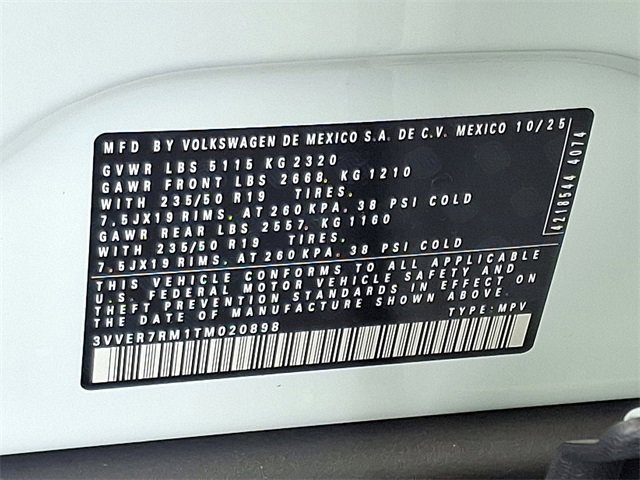 MFD BY VOLKSWAGEN DE MEXICO S.A. DE C.V. MEXICO 10/25
GVWR LBS 5115 KG 2320
GAWR FRONT LBS 2668, KG 1210
WITH 235/50 R19 TIRES.
7,5JX19 RIMS, AT 260 KPA, 38 PSI COLD
GAWR REAR LBS 2557, KG 1160
WITH 235/50 R19 TIRES.
7,5JX19 RIMS, AT 260 KPA, 38 PSI COLD
THIS VEHICLE CONFORMS TO ALL APPLICABLE
U.S. FEDERAL MOTOR VEHICLE SAFETY AND
THEFT PREVENTION STANDARDS IN EFFECT ON
THE DATE OF MANUFACTURE SHOWN ABOVE.
3VVER7RM1TM020898 TYPE: MPV
4218544 4074